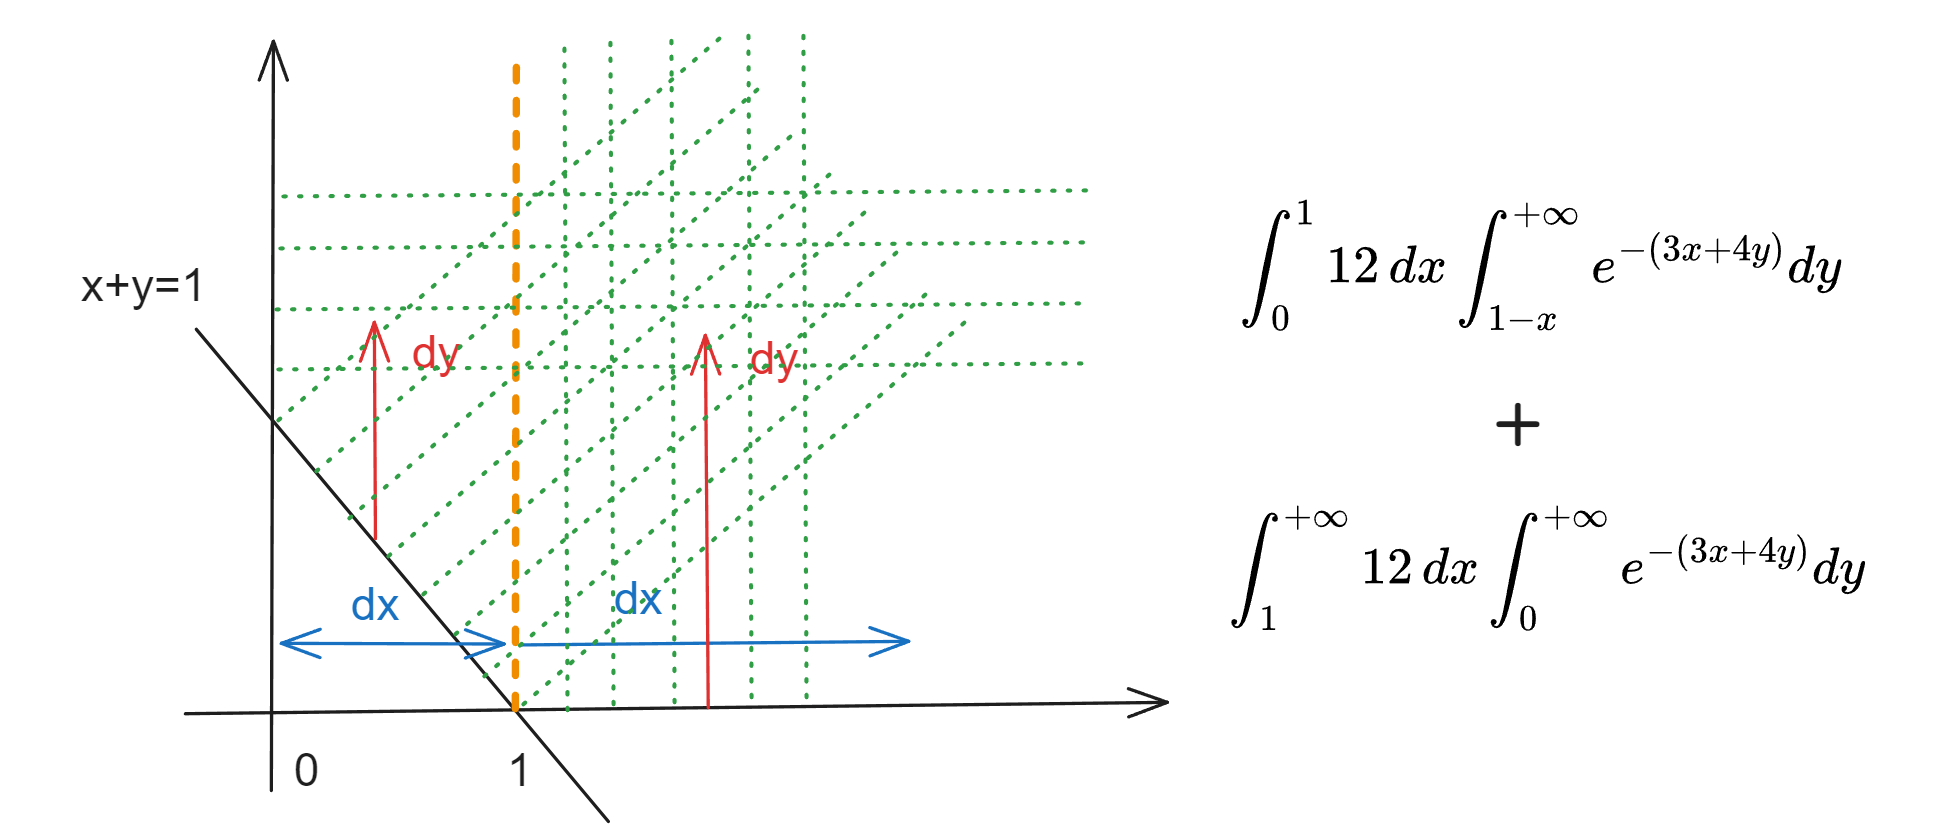 x+y=1
dy
dy
dx
dx
0
1
∫₀¹ 12 dx ∫₁₋ₓ⁺∞ e^{-(3x+4y)} dy
+
∫₁⁺∞ 12 dx ∫₀⁺∞ e^{-(3x+4y)} dy